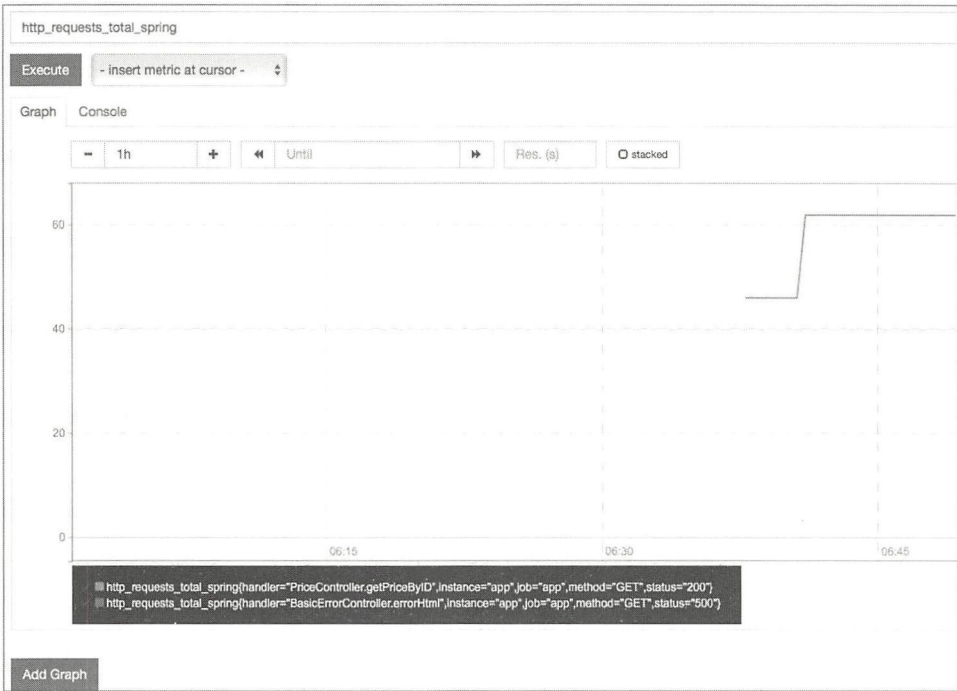 http_requests_total_spring
Execute
- insert metric at cursor -
Graph Console
- 1h + Until Res. (s) stacked
60
40
20
0
06:15 06:30 06:45
http_requests_total_spring{handler="PriceController.getPriceByID",instance="app",job="app",method="GET",status="200"}
http_requests_total_spring{handler="BasicErrorController.errorHtml",instance="app",job="app",method="GET",status="500"}
Add Graph